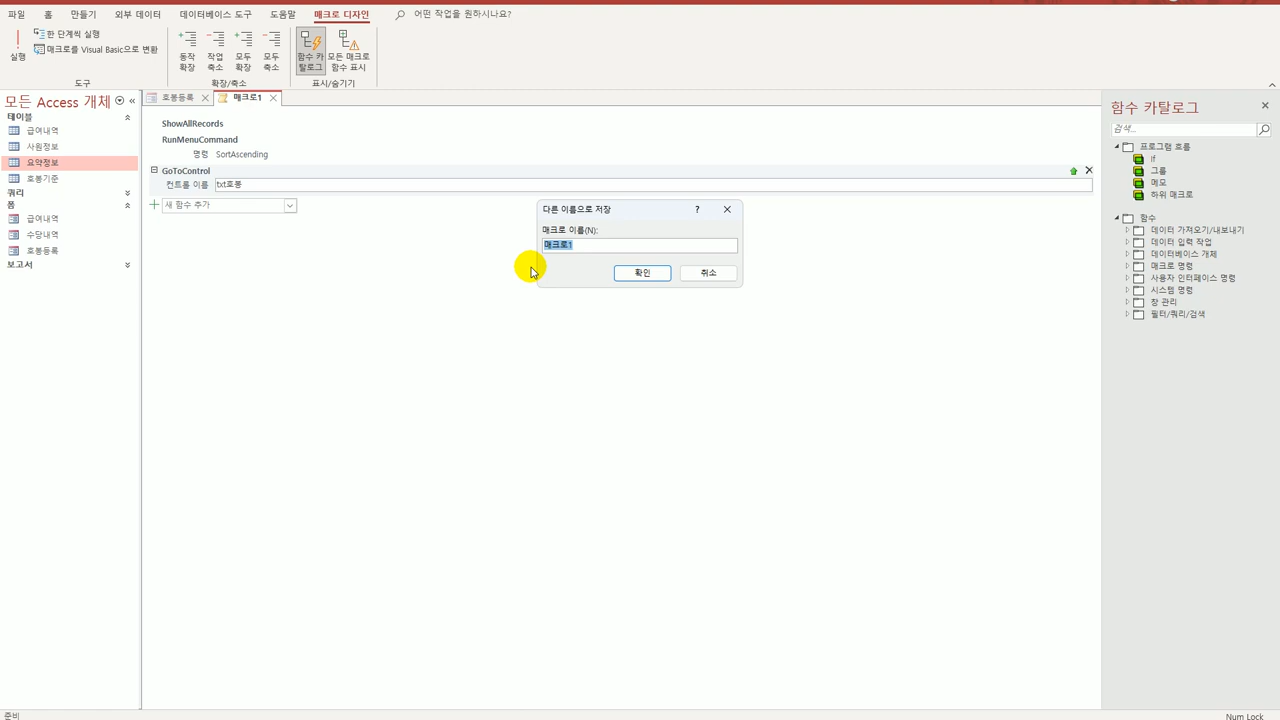 파일 홈 만들기 외부 데이터 데이터베이스 도구 도움말 매크로 디자인 어떤 작업을 원하시나요?
실행
한 단계씩 실행
매크로를 Visual Basic으로 변환
도구
동작 확장
작업 축소
모두 확장
모두 축소
확장/축소
함수 카탈로그
모든 매크로 함수 표시
표시/숨기기
모든 Access 개체
테이블
급여내역
사원정보
요약정보
호봉기준
쿼리
폼
급여내역
수당내역
호봉등록
보고서
호봉등록
매크로1
ShowAllRecords
RunMenuCommand
명령 SortAscending
GoToControl
컨트롤 이름 txt호봉
새 함수 추가
다른 이름으로 저장 ?
매크로 이름(N):
매크로1
확인 취소
함수 카탈로그
검색...
프로그램 흐름
If
그룹
메모
하위 매크로
함수
데이터 가져오기/내보내기
데이터 입력 작업
데이터베이스 개체
매크로 명령
사용자 인터페이스 명령
시스템 명령
창 관리
필터/쿼리/검색
준비
Num Lock